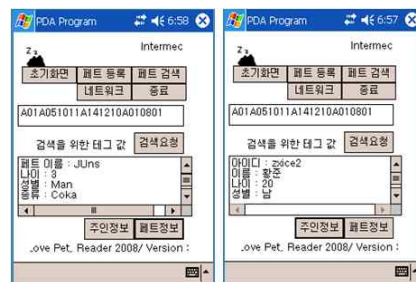 PDA Program 6:58
Intermec
초기화면 페트 등록 페트 검색
네트워크 종료
A01A051011A141210A010801
검색을 위한 테그 값 검색요청
페트 이름 : JUns
나이 : 3
성별 : Man
종류 : Coka
주인정보 페트정보
ove Pet, Reader 2008/ Version :
PDA Program 6:57
Intermec
초기화면 페트 등록 페트 검색
네트워크 종료
A01A051011A141210A010801
검색을 위한 테그 값 검색요청
아이디 : zxice2
이름 : 황준
나이 : 20
성별 : 남
주인정보 페트정보
ove Pet, Reader 2008/ Version :